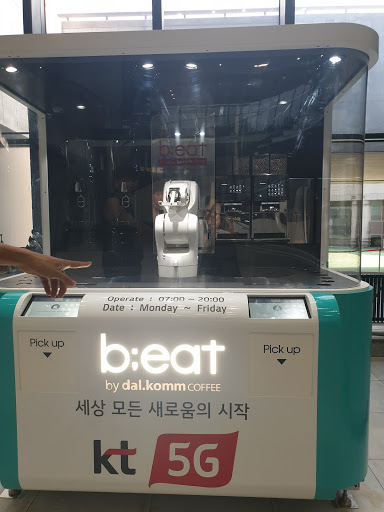 b;eat
Operate : 07:00 ~ 20:00
Date : Monday ~ Friday
Pick up
Pick up
b;eat
by dal.komm COFFEE
세상 모든 새로움의 시작
kt 5G